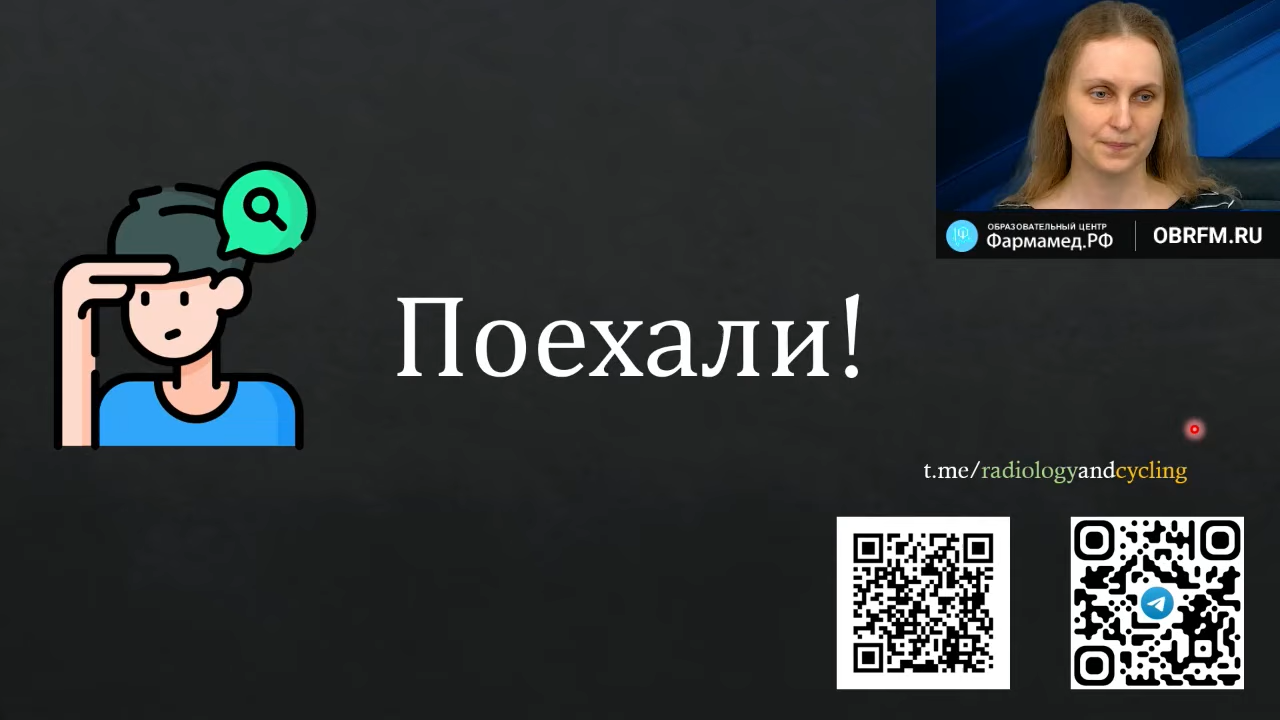 ОБРАЗОВАТЕЛЬНЫЙ ЦЕНТР
Фармамед.РФ
OBRFM.RU
Поехали!
t.me/radiologyandcycling